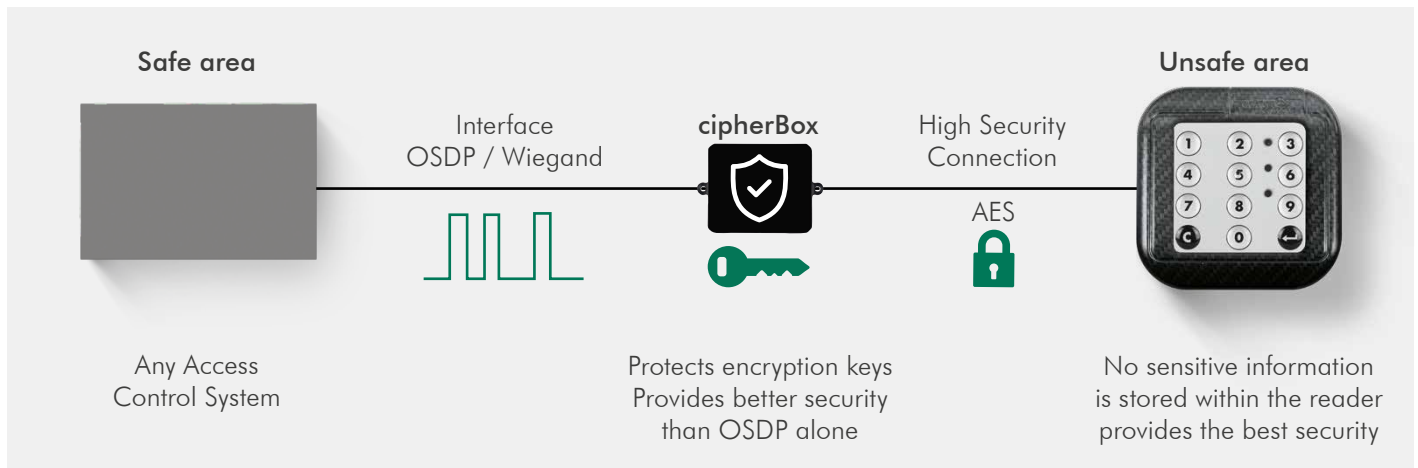 Safe area
Unsafe area
Interface
OSDP / Wiegand
cipherBox
High Security
Connection
AES
1 2 3
4 5 6
7 8 9
C 0
Any Access
Control System
Protects encryption keys
Provides better security
than OSDP alone
No sensitive information
is stored within the reader
provides the best security